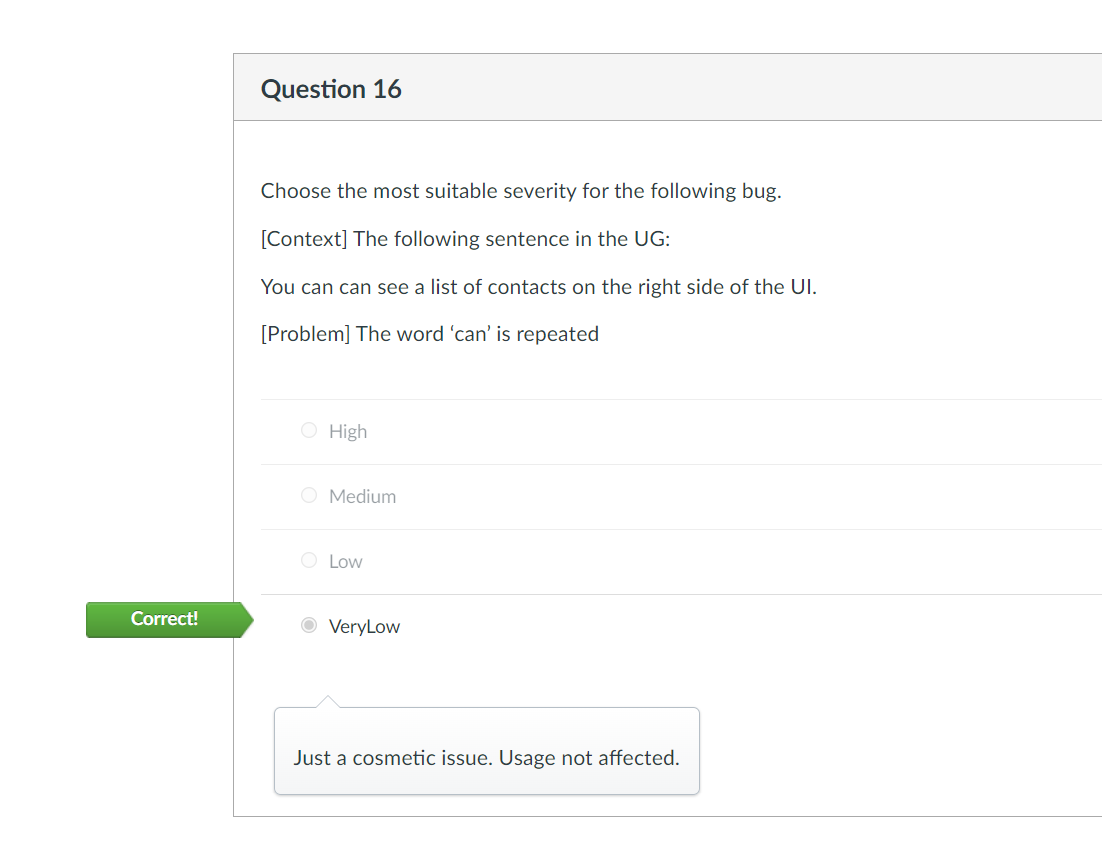 Question 16
Choose the most suitable severity for the following bug.
[Context] The following sentence in the UG:
You can can see a list of contacts on the right side of the UI.
[Problem] The word ‘can’ is repeated
High
Medium
Low
Correct!
VeryLow
Just a cosmetic issue. Usage not affected.